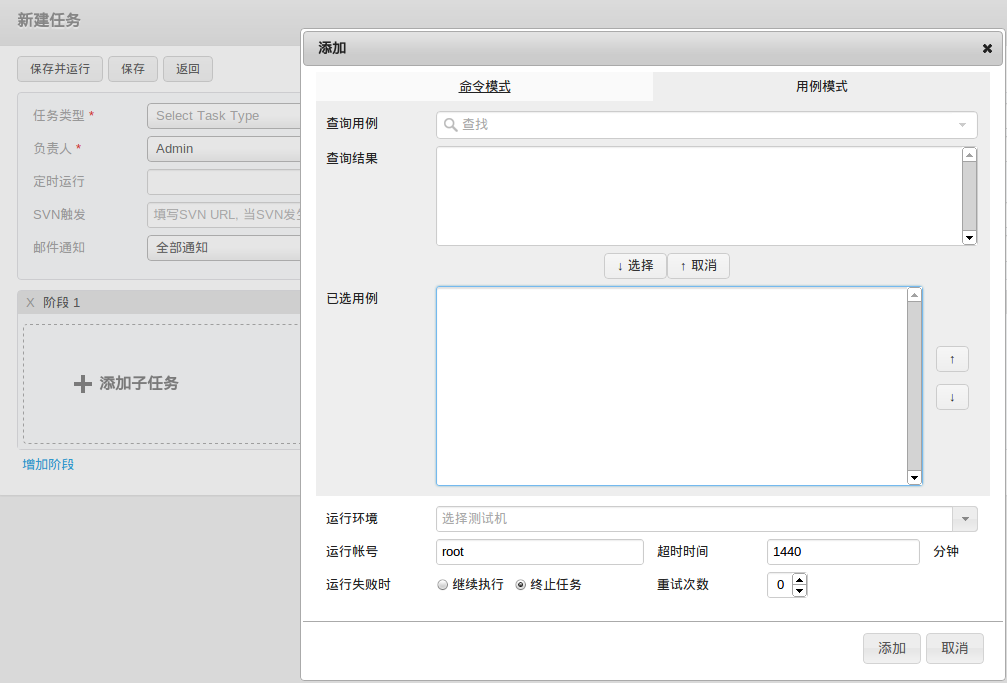 新建任务
保存并运行 保存 返回
任务类型 * Select Task Type
负责人 * Admin
定时运行
SVN触发 填写SVN URL, 当SVN发生
邮件通知 全部通知
X 阶段 1
添加子任务
增加阶段
添加
命令模式 用例模式
查询用例 查找
查询结果
↓ 选择 ↑ 取消
已选用例
↑
↓
运行环境 选择测试机
运行帐号 root 超时时间 1440 分钟
运行失败时 继续执行 终止任务 重试次数 0
添加 取消